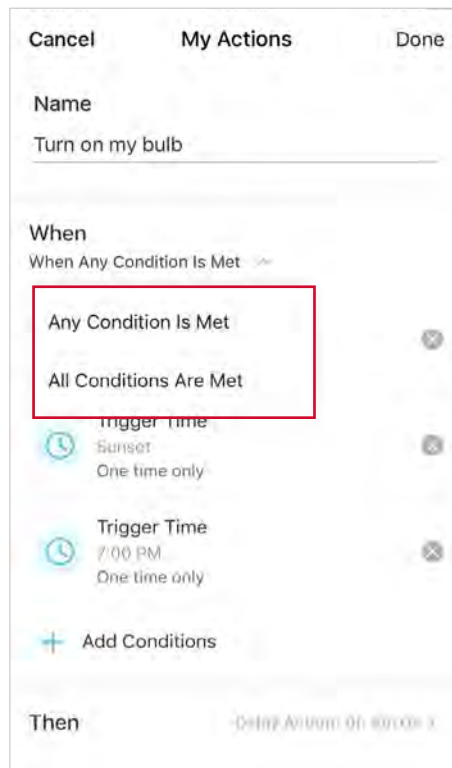 Cancel My Actions Done
Name
Turn on my bulb
When
When Any Condition Is Met
Any Condition Is Met
All Conditions Are Met
Trigger Time
Sunset
One time only
Trigger Time
7:00 PM
One time only
Add Conditions
Then